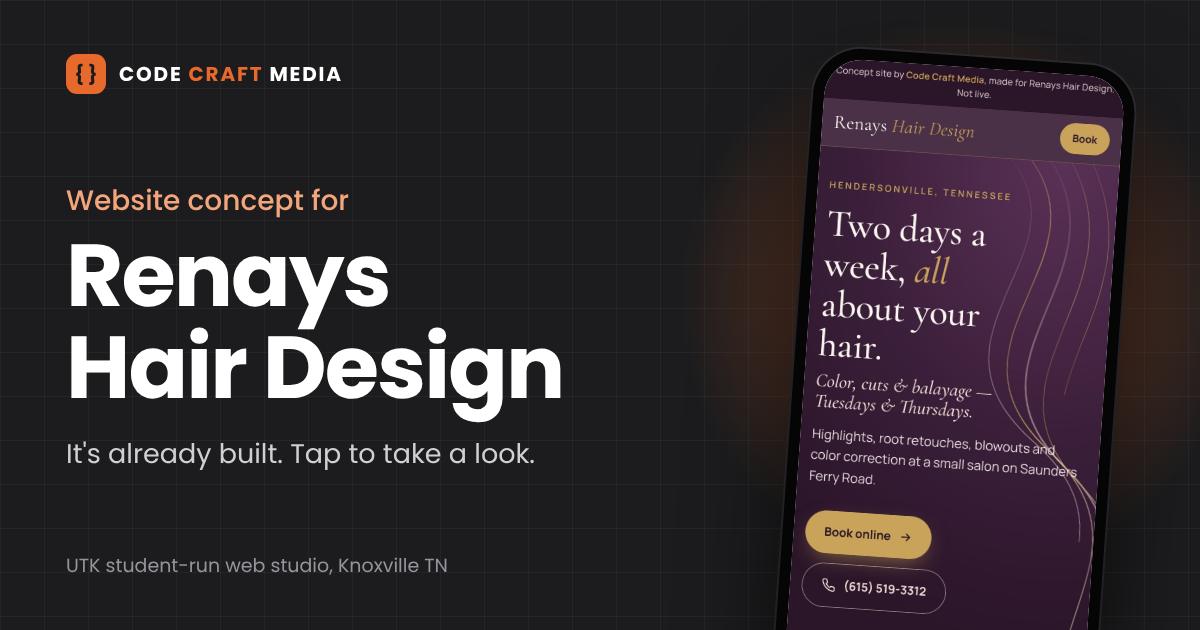 { } CODE CRAFT MEDIA
Website concept for
Renays
Hair Design
It's already built. Tap to take a look.
UTK student-run web studio, Knoxville TN
Concept site by Code Craft Media, made for Renays Hair Design.
Not live.
Renays Hair Design
Book
HENDERSONVILLE, TENNESSEE
Two days a
week, all
about your
hair.
Color, cuts & balayage —
Tuesdays & Thursdays.
Highlights, root retouches, blowouts and
color correction at a small salon on Saunders
Ferry Road.
Book online →
(615) 519-3312